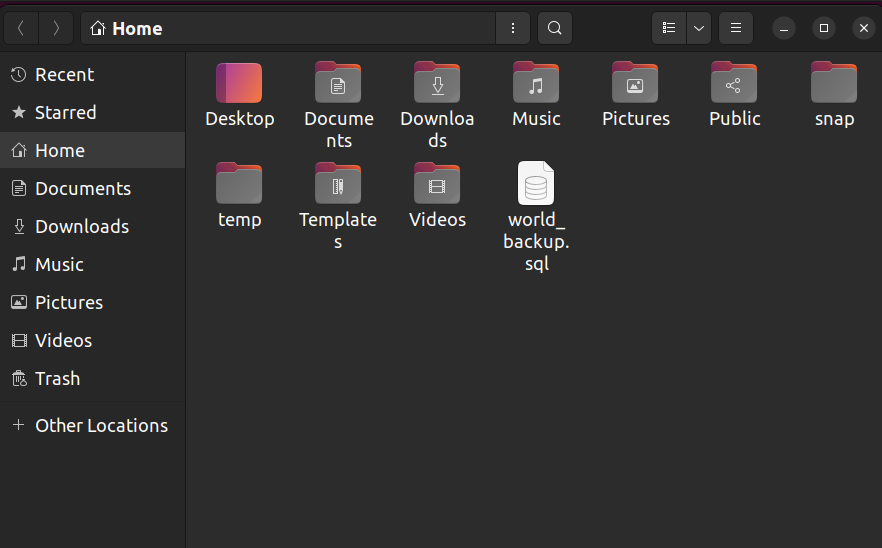 Home
Recent
Starred
Home
Documents
Downloads
Music
Pictures
Videos
Trash
Other Locations
Desktop
Docume
nts
Downloa
ds
Music
Pictures
Public
snap
temp
Template
s
Videos
world_
backup.
sql